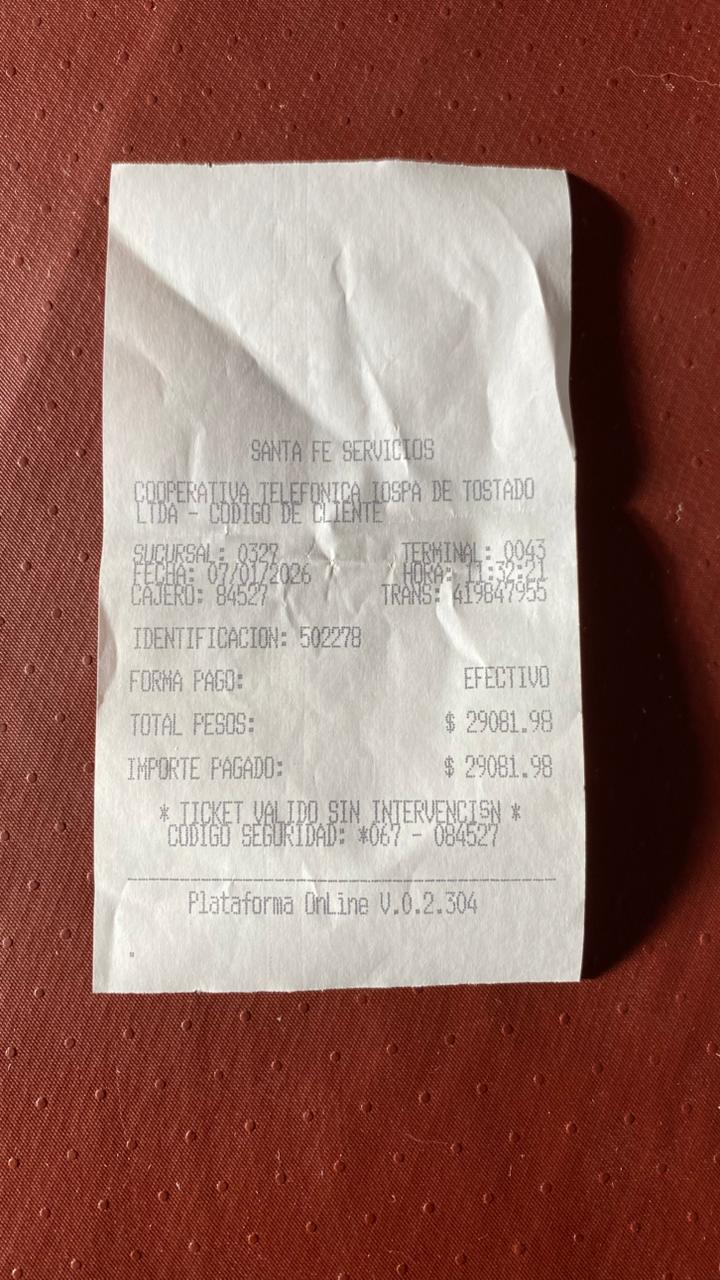 SANTA FE SERVICIOS
COOPERATIVA TELEFONICA IOSPA DE TOSTADO
LTDA - CODIGO DE CLIENTE
SUCURSAL: 0327 TERMINAL: 0043
FECHA: 07/01/2026 HORA: 11:32:21
CAJERO: 84527 TRANS: 419847955
IDENTIFICACION: 502278
FORMA PAGO: EFECTIVO
TOTAL PESOS: $ 29081.98
IMPORTE PAGADO: $ 29081.98
* TICKET VALIDO SIN INTERVENCI§N *
CODIGO SEGURIDAD: *067 - 084527
Plataforma OnLine V.0.2.304